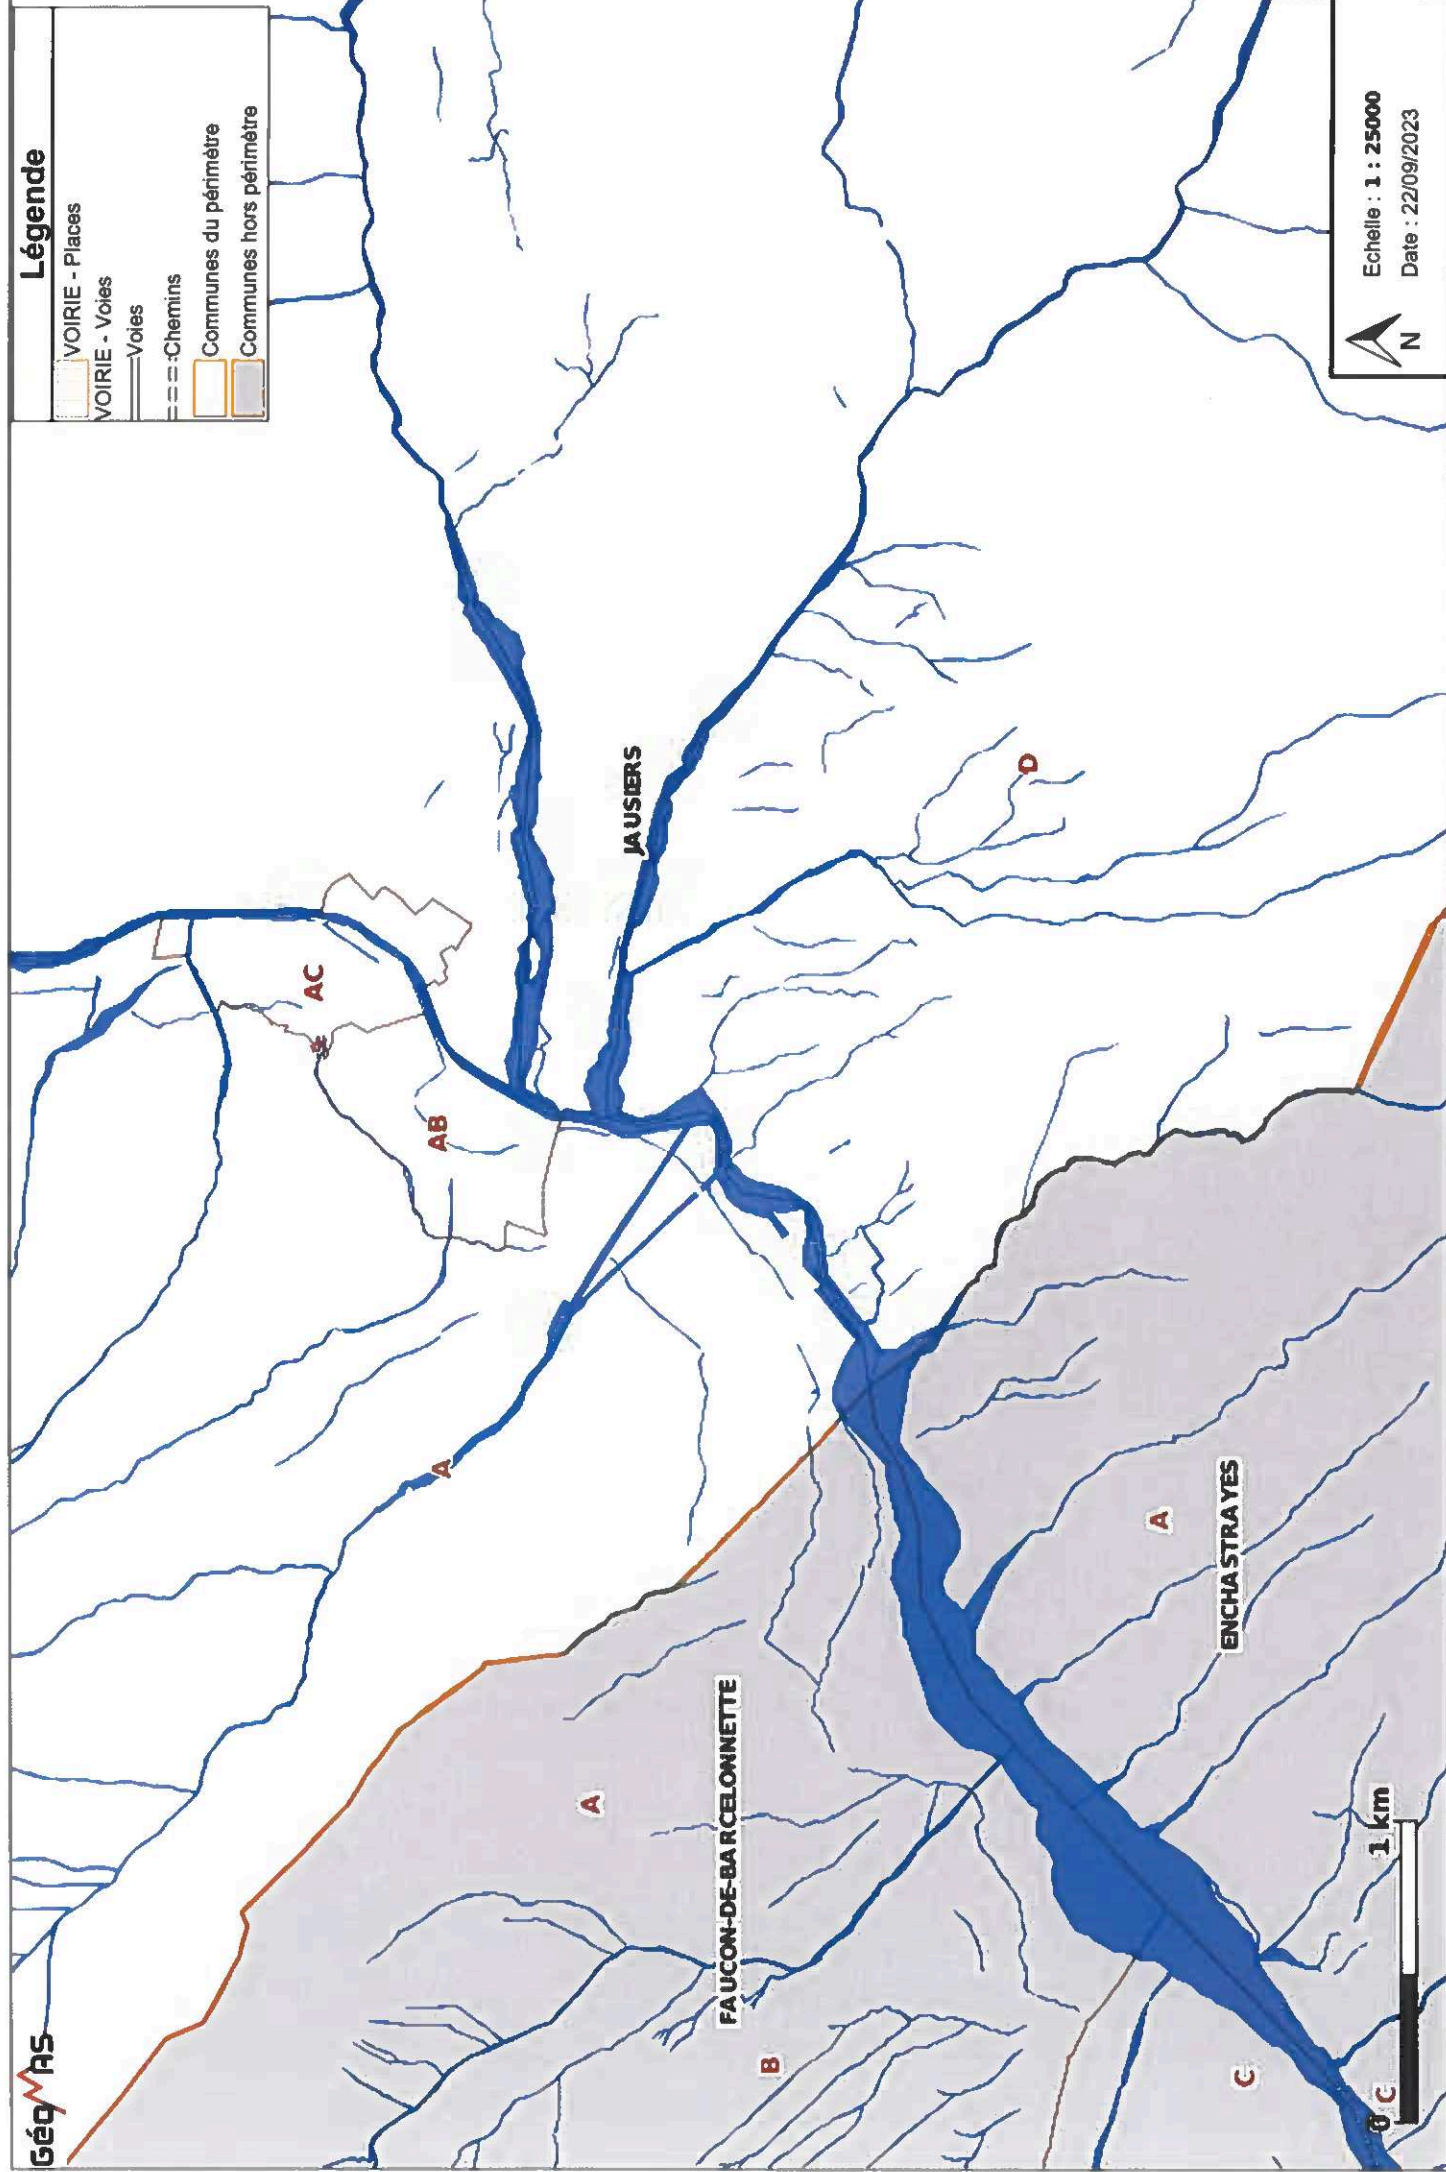 GéoMAS
Légende
VOIRIE - Places
VOIRIE - Voies
Voies
Chemins
Communes du périmètre
Communes hors périmètre
AC
AB
JAUSIERS
D
A
A
FAUCON-DE-BARCELONNETTE
A
ENCHASTRAYES
B
C
C
0
1 km
N
Echelle : 1 : 25000
Date : 22/09/2023